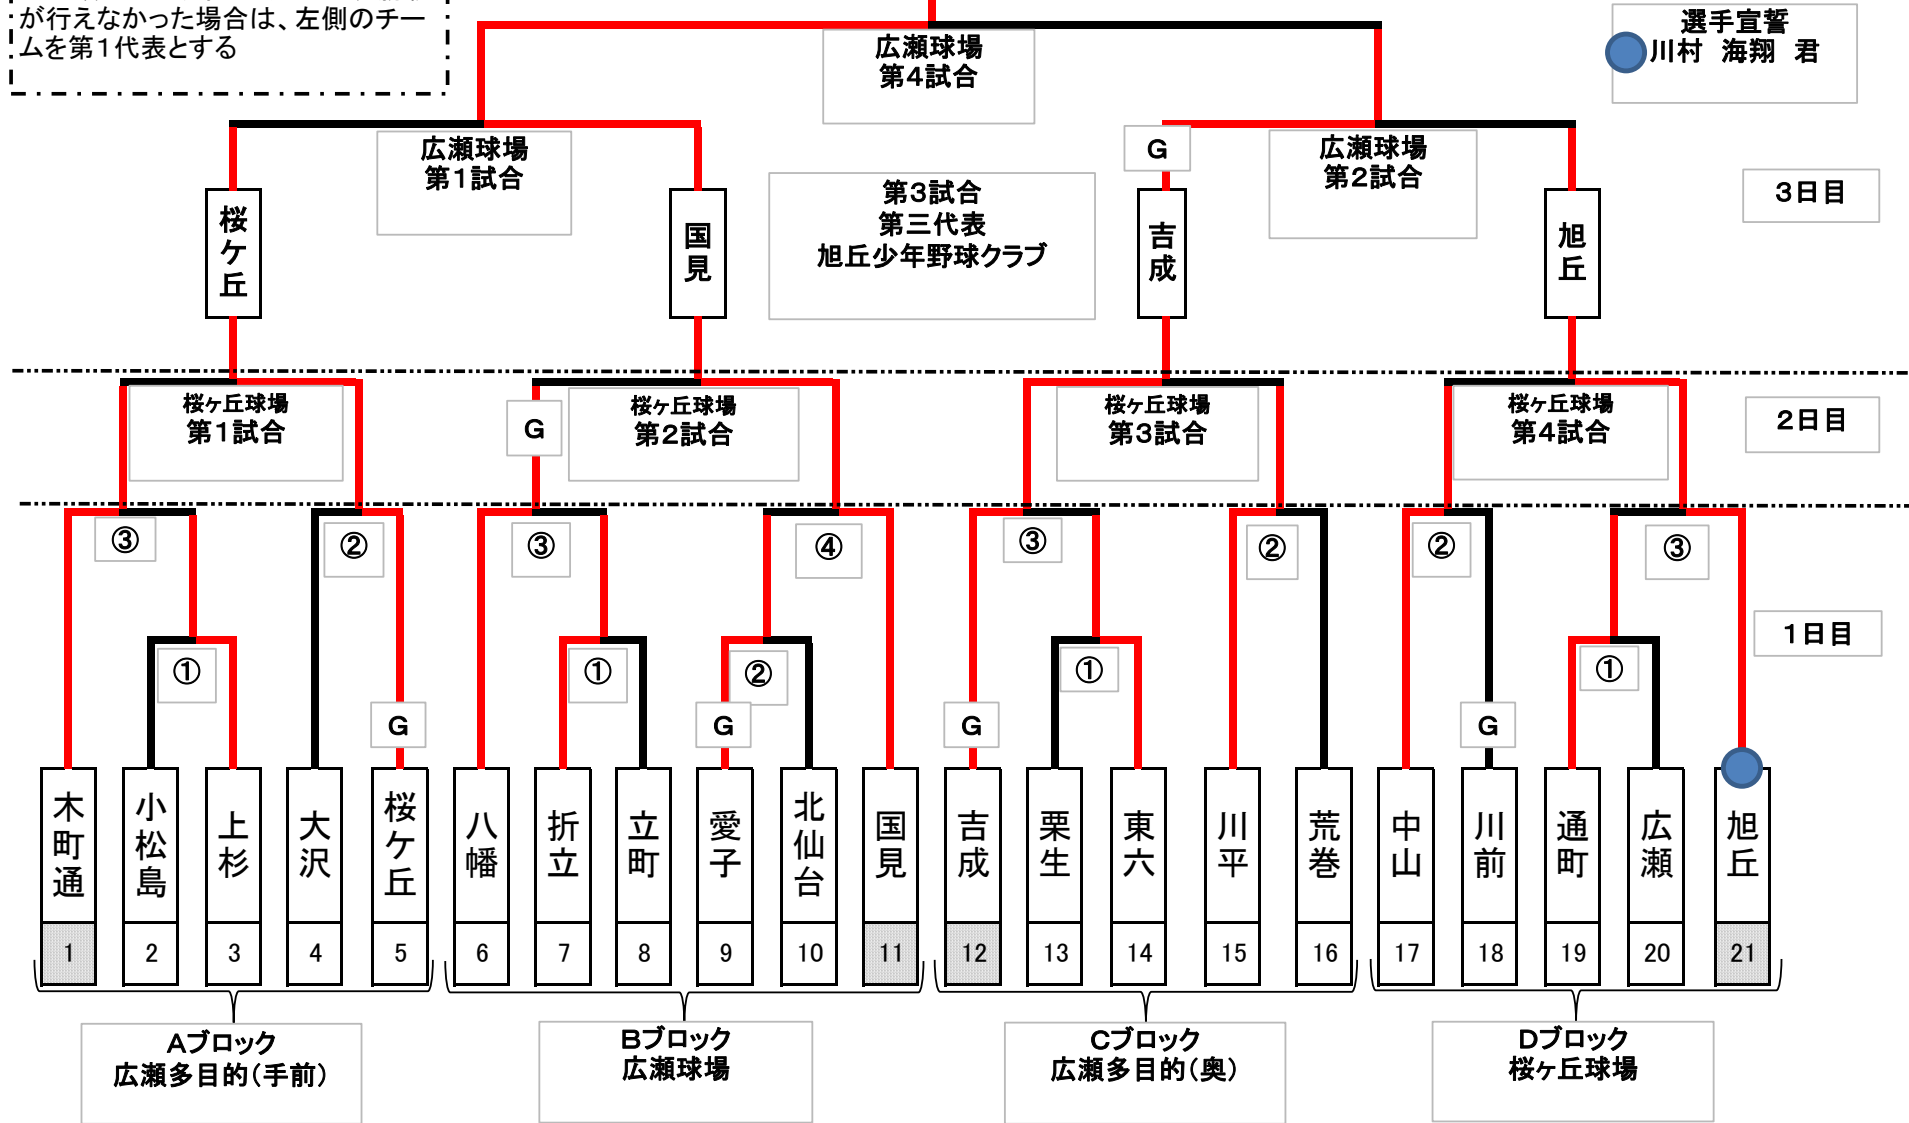 が行えなかった場合は、左側のチー
ムを第1代表とする
広瀬球場
第4試合
選手宣誓
川村 海翔 君
広瀬球場
第1試合
G
広瀬球場
第2試合
第3試合
第三代表
旭丘少年野球クラブ
3日目
桜ケ丘
国見
吉成
旭丘
桜ヶ丘球場
第1試合
G
桜ヶ丘球場
第2試合
桜ヶ丘球場
第3試合
桜ヶ丘球場
第4試合
2日目
③
②
③
④
③
②
②
③
①
①
②
①
①
1日目
G
G
G
G
木町通
小松島
上杉
大沢
桜ケ丘
八幡
折立
立町
愛子
北仙台
国見
吉成
栗生
東六
川平
荒巻
中山
川前
通町
広瀬
旭丘
1
2
3
4
5
6
7
8
9
10
11
12
13
14
15
16
17
18
19
20
21
Aブロック
広瀬多目的(手前)
Bブロック
広瀬球場
Cブロック
広瀬多目的(奥)
Dブロック
桜ヶ丘球場